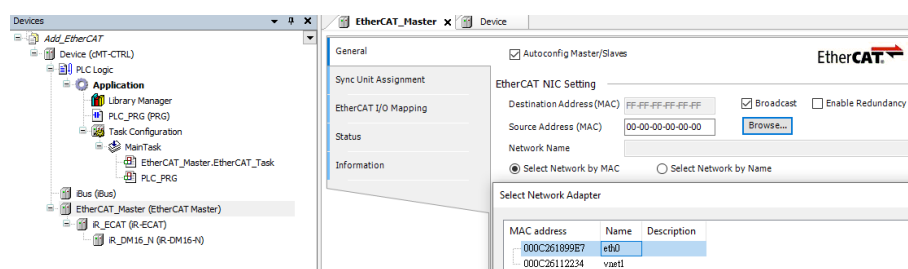 Devices
Add_EtherCAT
Device (cMT-CTRL)
PLC Logic
Application
Library Manager
PLC_PRG (PRG)
Task Configuration
MainTask
EtherCAT_Master.EtherCAT_Task
PLC_PRG
iBus (iBus)
EtherCAT_Master (EtherCAT Master)
iR_ECAT (iR-ECAT)
iR_DM16_N (iR-DM16-N)
EtherCAT_Master Device
General
Sync Unit Assignment
EtherCAT I/O Mapping
Status
Information
Autoconfig Master/Slaves EtherCAT
EtherCAT NIC Setting
Destination Address (MAC) FF-FF-FF-FF-FF-FF Broadcast Enable Redundancy
Source Address (MAC) 00-00-00-00-00-00 Browse...
Network Name
Select Network by MAC Select Network by Name
Select Network Adapter
MAC address Name Description
000C261899E7 eth0
000C26112234 vnet1